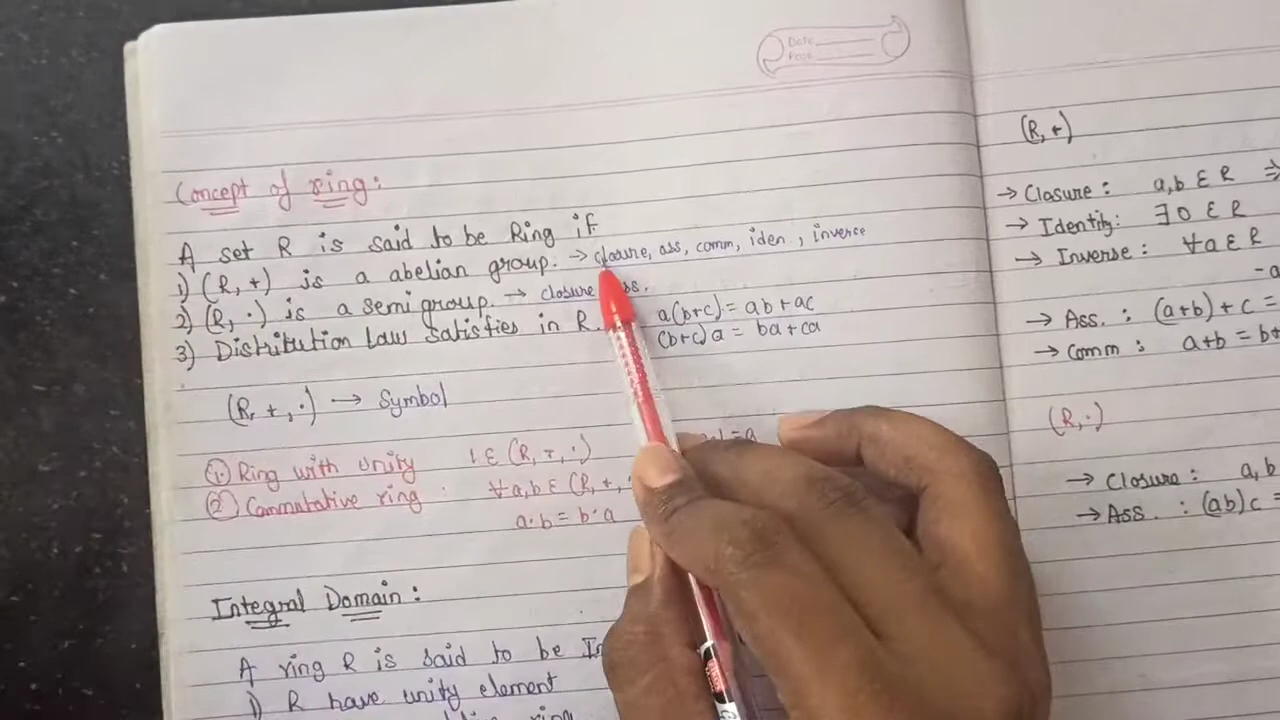 Date
Page
Concept of ring:
A set R is said to be Ring if
1) (R, +) is a abelian group. → closure, ass, comm, iden, inverse
2) (R, ·) is a semi group. → closure
3) Distribution law satisfies in R. a(b+c) = ab + ac
(b+c)a = ba + ca
(R, +, ·) → Symbol
① Ring with unity 1 ∈ (R, +, ·)
② Commutative ring. ∀ a,b ∈ (R, +,
a·b = b·a
Integral Domain:
A ring R is said to be
1) R have unity element
(R, +)
→ Closure: a,b ∈ R ⇒
→ Identity: ∃ 0 ∈ R
→ Inverse: ∀ a ∈ R
-a
→ Ass. : (a+b) + c =
→ Comm : a+b =
(R, ·)
→ Closure: a, b
→ Ass. : (ab)c =